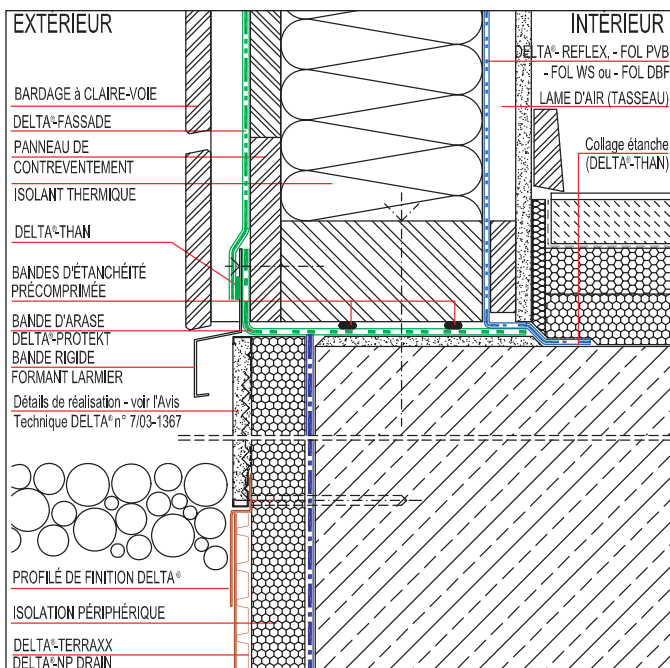 EXTÉRIEUR
INTÉRIEUR
DELTA®- REFLEX, - FOL PVB
- FOL WS ou - FOL DBF
LAME D'AIR (TASSEAU)
Collage étanche
(DELTA®-THAN)
BARDAGE à CLAIRE-VOIE
DELTA®-FASSADE
PANNEAU DE
CONTREVENTEMENT
ISOLANT THERMIQUE
DELTA®-THAN
BANDES D'ÉTANCHÉITÉ
PRÉCOMPRIMÉE
BANDE D'ARASE
DELTA®-PROTEKT
BANDE RIGIDE
FORMANT LARMIER
Détails de réalisation - voir l'Avis
Technique DELTA® n° 7/03-1367
PROFILÉ DE FINITION DELTA®
ISOLATION PÉRIPHÉRIQUE
DELTA®-TERRAXX
DELTA®-NP DRAIN